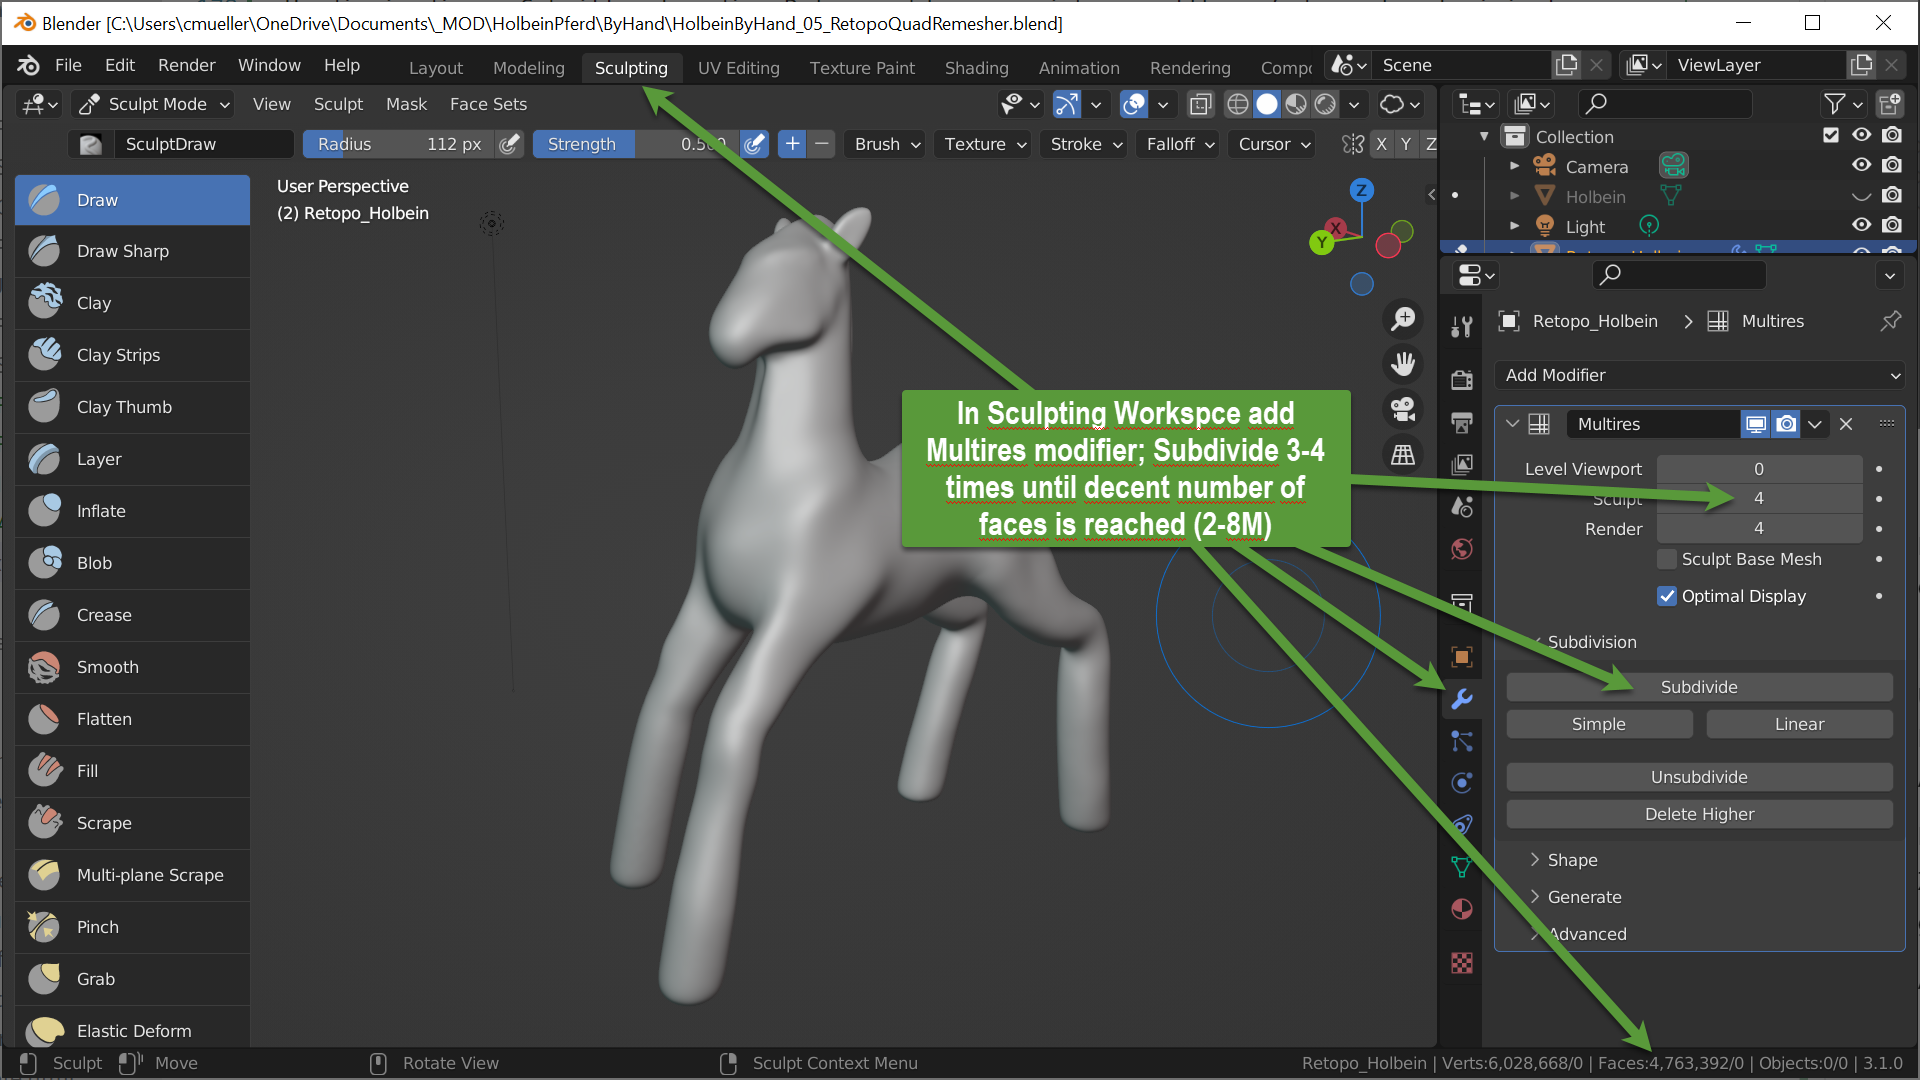 Blender [C:\Users\cmueller\OneDrive\Documents\_MOD\HolbeinPferd\ByHand\HolbeinByHand_05_RetopoQuadRemesher.blend]
File Edit Render Window Help Layout Modeling Sculpting UV Editing Texture Paint Shading Animation Rendering Compo Scene ViewLayer
Sculpt Mode View Sculpt Mask Face Sets
SculptDraw Radius 112 px Strength Brush Texture Stroke Falloff Cursor X Y Z
User Perspective
(2) Retopo_Holbein
Draw
Draw Sharp
Clay
Clay Strips
Clay Thumb
Layer
Inflate
Blob
Crease
Smooth
Flatten
Fill
Scrape
Multi-plane Scrape
Pinch
Grab
Elastic Deform
Z
X
Y
In Sculpting Workspce add
Multires modifier; Subdivide 3-4
times until decent number of
faces is reached (2-8M)
Collection
Camera
Holbein
Light
Retopo_Holbein > Multires
Add Modifier
Multires
Level Viewport 0
Sculpt 4
Render 4
Sculpt Base Mesh
Optimal Display
Subdivision
Subdivide
Simple Linear
Unsubdivide
Delete Higher
Shape
Generate
Advanced
Sculpt Move Rotate View Sculpt Context Menu Retopo_Holbein | Verts:6,028,668/0 | Faces:4,763,392/0 | Objects:0/0 | 3.1.0